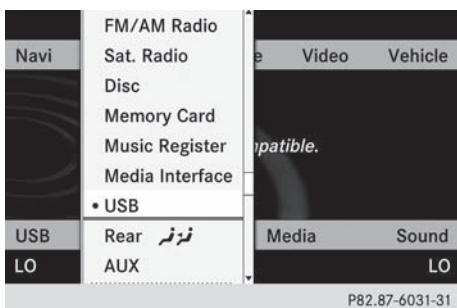 FM/AM Radio
Navi Sat. Radio e Video Vehicle
Disc
Memory Card
Music Register patible.
Media Interface
• USB
USB Rear Media Sound
LO AUX LO
P82.87-6031-31